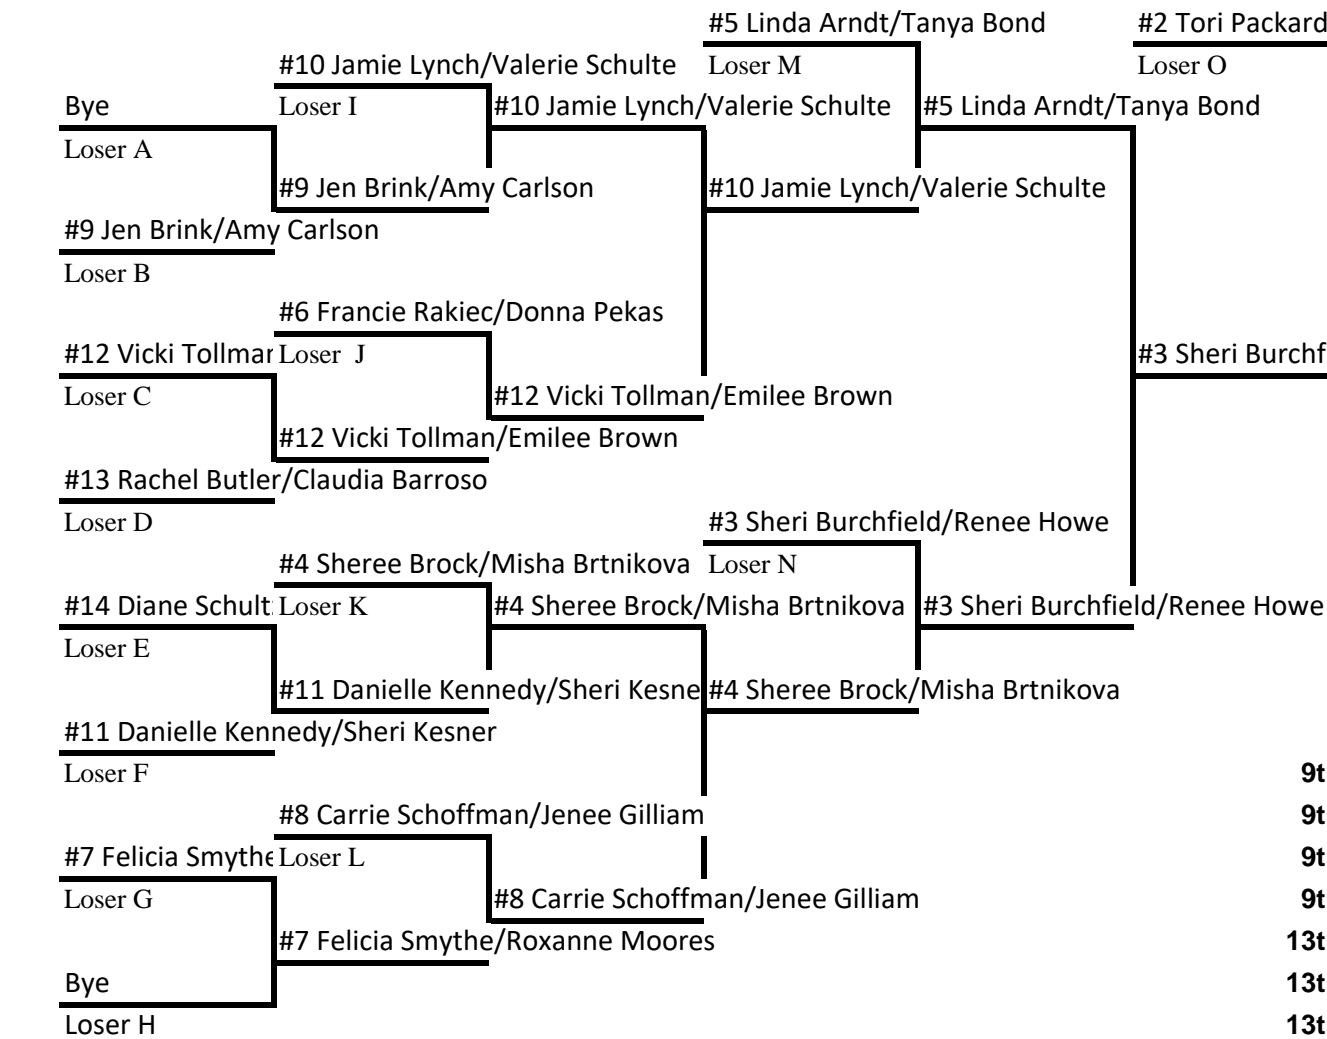 #5 Linda Arndt/Tanya Bond #2 Tori Packard
#10 Jamie Lynch/Valerie Schulte Loser M Loser O
Bye Loser I #10 Jamie Lynch/Valerie Schulte #5 Linda Arndt/Tanya Bond
Loser A
#9 Jen Brink/Amy Carlson #10 Jamie Lynch/Valerie Schulte
#9 Jen Brink/Amy Carlson
Loser B
#6 Francie Rakiec/Donna Pekas
#12 Vicki Tollmar Loser J #3 Sheri Burchf
Loser C #12 Vicki Tollman/Emilee Brown
#12 Vicki Tollman/Emilee Brown
#13 Rachel Butler/Claudia Barroso
Loser D #3 Sheri Burchfield/Renee Howe
#4 Sheree Brock/Misha Brtnikova Loser N
#14 Diane Schult Loser K #4 Sheree Brock/Misha Brtnikova #3 Sheri Burchfield/Renee Howe
Loser E
#11 Danielle Kennedy/Sheri Kesne #4 Sheree Brock/Misha Brtnikova
#11 Danielle Kennedy/Sheri Kesner
Loser F 9t
#8 Carrie Schoffman/Jenee Gilliam 9t
#7 Felicia Smythe Loser L 9t
Loser G #8 Carrie Schoffman/Jenee Gilliam 9t
#7 Felicia Smythe/Roxanne Moores 13t
Bye 13t
Loser H 13t